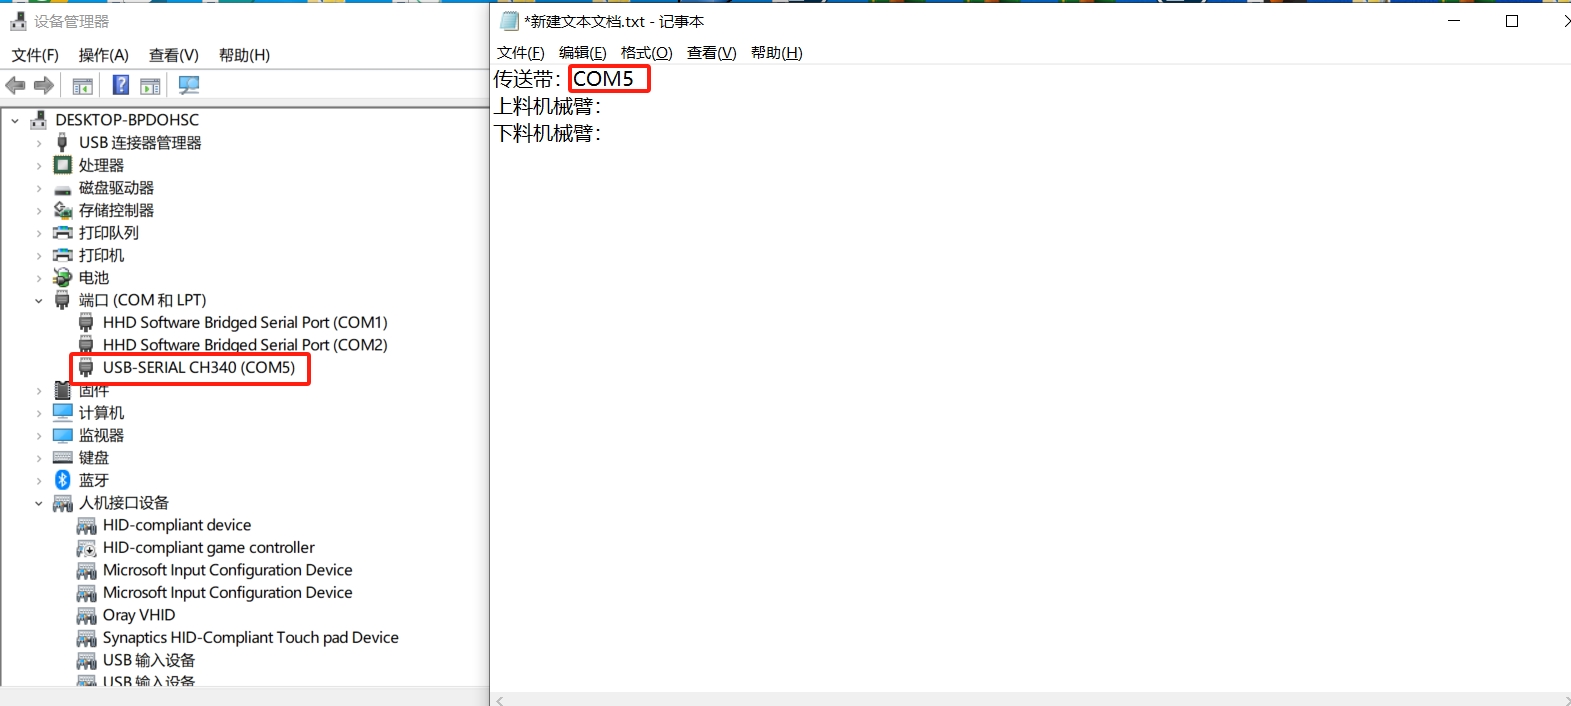 设备管理器
文件(F) 操作(A) 查看(V) 帮助(H)
DESKTOP-BPDOHSC
USB 连接器管理器
处理器
磁盘驱动器
存储控制器
打印队列
打印机
电池
端口 (COM 和 LPT)
HHD Software Bridged Serial Port (COM1)
HHD Software Bridged Serial Port (COM2)
USB-SERIAL CH340 (COM5)
固件
计算机
监视器
键盘
蓝牙
人机接口设备
HID-compliant device
HID-compliant game controller
Microsoft Input Configuration Device
Microsoft Input Configuration Device
Oray VHID
Synaptics HID-Compliant Touch pad Device
USB 输入设备
USB 输入设备
*新建文本文档.txt - 记事本
文件(F) 编辑(E) 格式(O) 查看(V) 帮助(H)
传送带：COM5
上料机械臂：
下料机械臂：